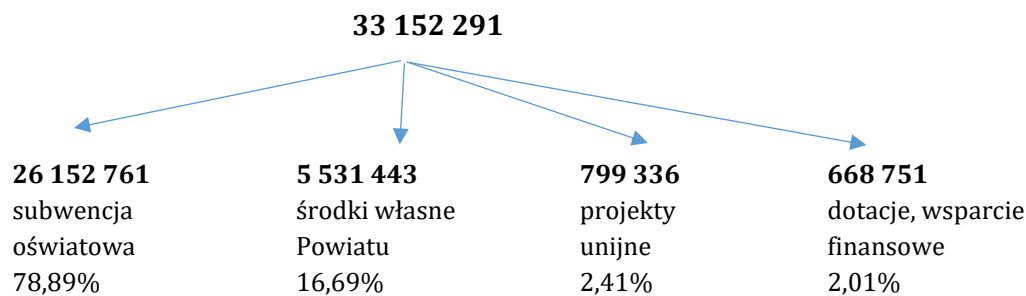 33 152 291
26 152 761
subwencja
oświatowa
78,89%
5 531 443
środki własne
Powiatu
16,69%
799 336
projekty
unijne
2,41%
668 751
dotacje, wsparcie
finansowe
2,01%